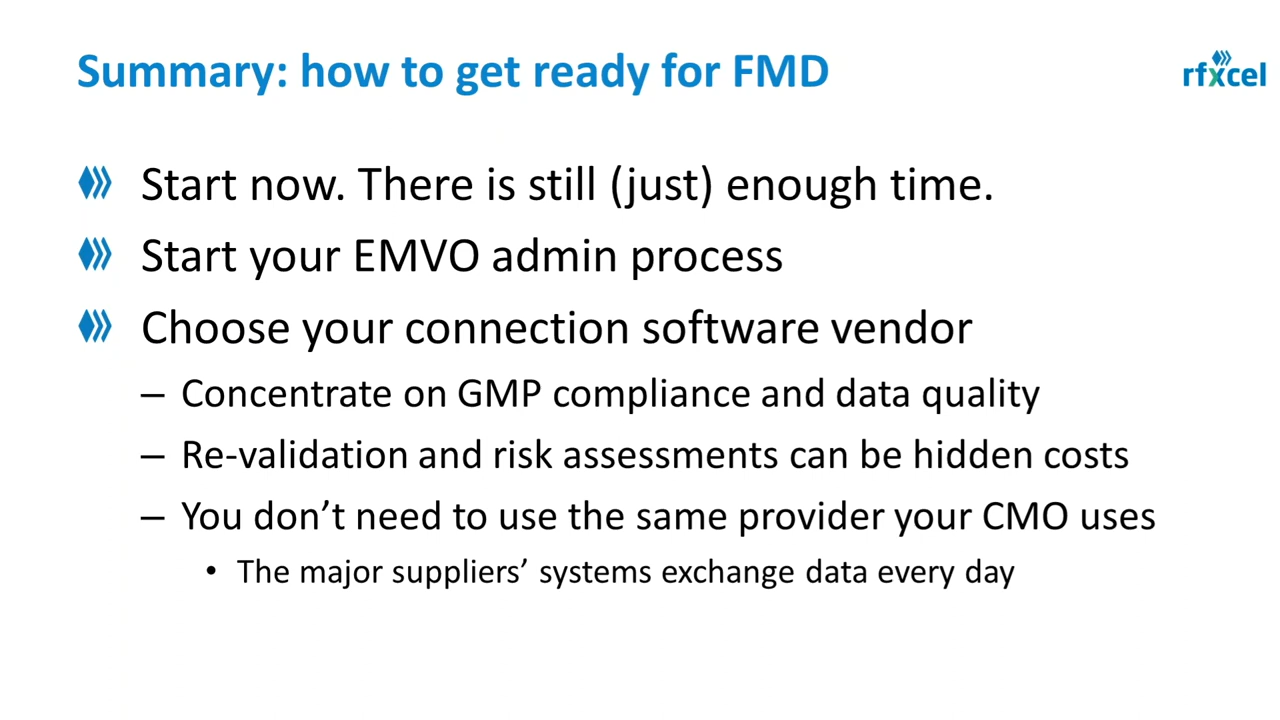 Summary: how to get ready for FMD
rfxcel
Start now. There is still (just) enough time.
Start your EMVO admin process
Choose your connection software vendor
– Concentrate on GMP compliance and data quality
– Re-validation and risk assessments can be hidden costs
– You don’t need to use the same provider your CMO uses
• The major suppliers’ systems exchange data every day